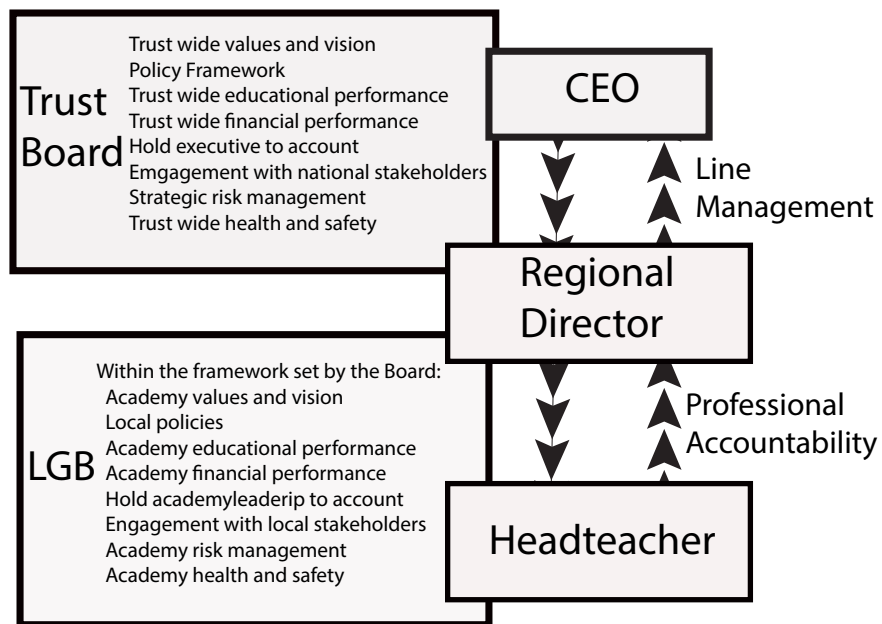 Trust
Board
Trust wide values and vision
Policy Framework
Trust wide educational performance
Trust wide financial performance
Hold executive to account
Emgagement with national stakeholders
Strategic risk management
Trust wide health and safety
CEO
Line
Management
Regional
Director
LGB
Within the framework set by the Board:
Academy values and vision
Local policies
Academy educational performance
Academy financial performance
Hold academyleaderip to account
Engagement with local stakeholders
Academy risk management
Academy health and safety
Professional
Accountability
Headteacher